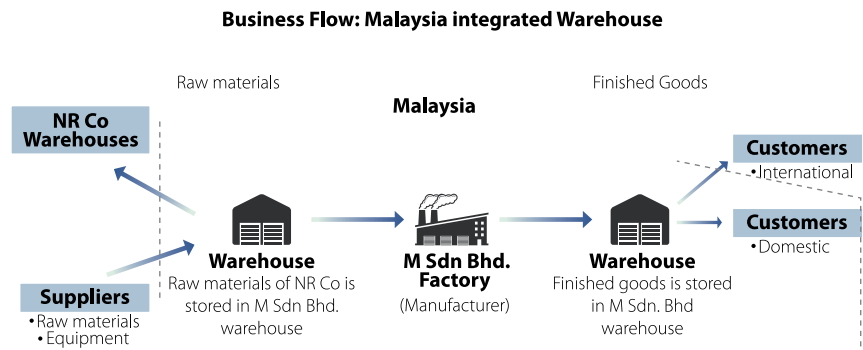 Business Flow: Malaysia integrated Warehouse
Raw materials
Finished Goods
Malaysia
NR Co
Warehouses
Customers
•International
Customers
•Domestic
Warehouse
Raw materials of NR Co is
stored in M Sdn Bhd.
warehouse
M Sdn Bhd.
Factory
(Manufacturer)
Warehouse
Finished goods is stored
in M Sdn. Bhd
warehouse
Suppliers
•Raw materials
•Equipment